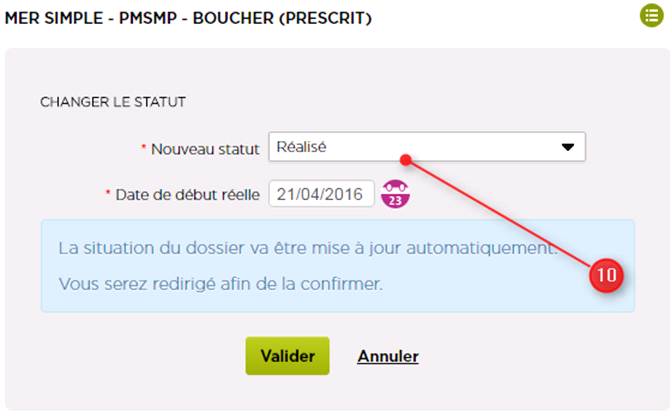 MER SIMPLE - PMSMP - BOUCHER (PRESCRIT)
CHANGER LE STATUT
* Nouveau statut Réalisé
* Date de début réelle 21/04/2016 23
La situation du dossier va être mise à jour automatiquement.
Vous serez redirigé afin de la confirmer.
10
Valider Annuler